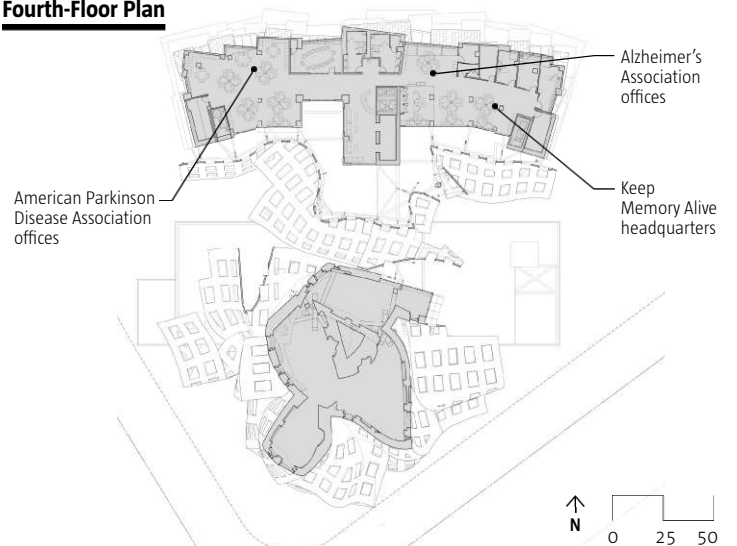 Fourth-Floor Plan
Alzheimer’s
Association
offices
American Parkinson
Disease Association
offices
Keep
Memory Alive
headquarters
N
0 25 50